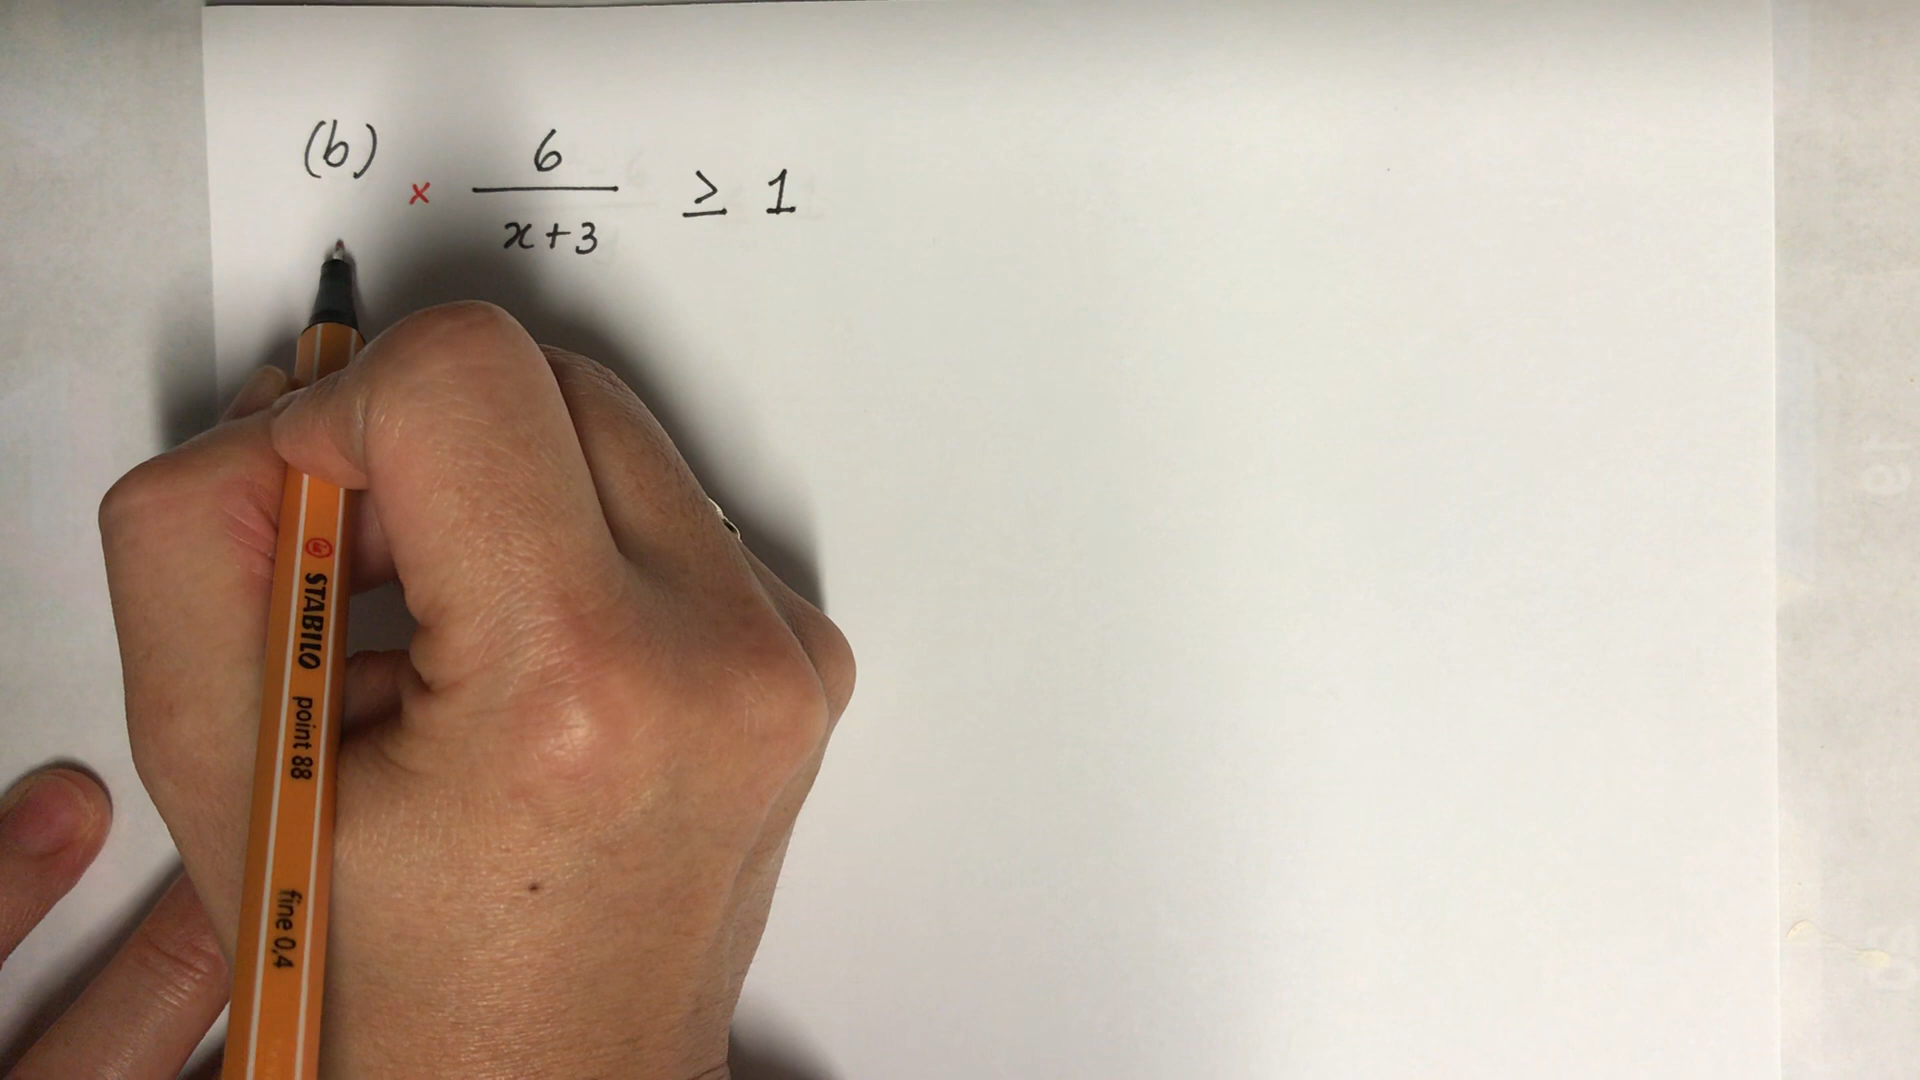 (b) × 6/(x+3) ≥ 1
STABILO point 88 fine 0,4